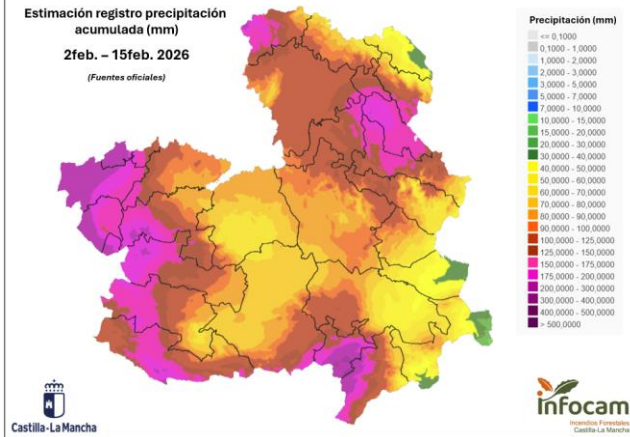 Estimación registro precipitación
acumulada (mm)
2feb. – 15feb. 2026
(Fuentes oficiales)
Precipitación (mm)
<= 0,1000
0,1000 - 1,0000
1,0000 - 2,0000
2,0000 - 3,0000
3,0000 - 5,0000
5,0000 - 7,0000
7,0000 - 10,0000
10,0000 - 15,0000
15,0000 - 20,0000
20,0000 - 30,0000
30,0000 - 40,0000
40,0000 - 50,0000
50,0000 - 60,0000
60,0000 - 70,0000
70,0000 - 80,0000
80,0000 - 90,0000
90,0000 - 100,0000
100,0000 - 125,0000
125,0000 - 150,0000
150,0000 - 175,0000
175,0000 - 200,0000
200,0000 - 300,0000
300,0000 - 400,0000
400,0000 - 500,0000
> 500,0000
Castilla-La Mancha
infocam
Incendios Forestales
Castilla-La Mancha